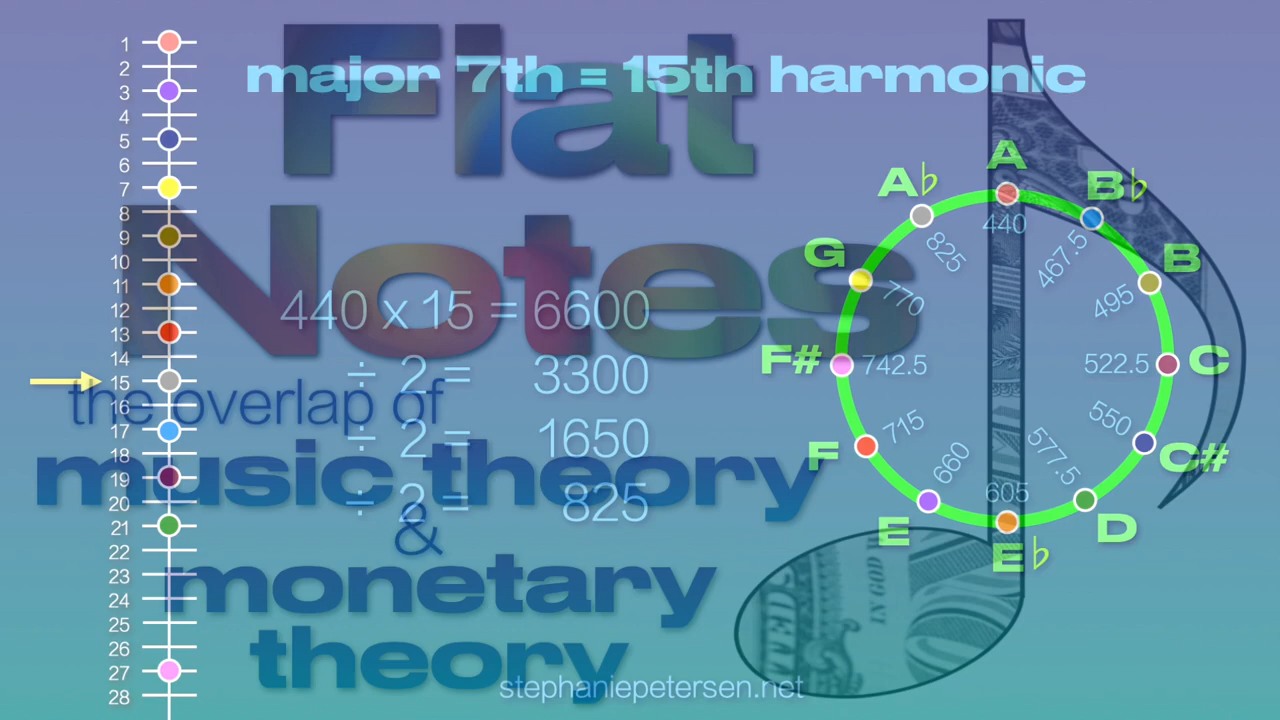 Fiat
Notes
the overlap of
music theory
&
monetary
theory
stephaniepetersen.net
major 7th = 15th harmonic
440 x 15 = 6600
÷ 2 = 3300
÷ 2 = 1650
÷ 2 = 825
1
2
3
4
5
6
7
8
9
10
11
12
13
14
15
16
17
18
19
20
21
22
23
24
25
26
27
28
A
440
B♭
467.5
B
495
C
522.5
C#
550
D
577.5
E♭
605
E
660
F
715
F#
742.5
G
770
A♭
825
IN GOD